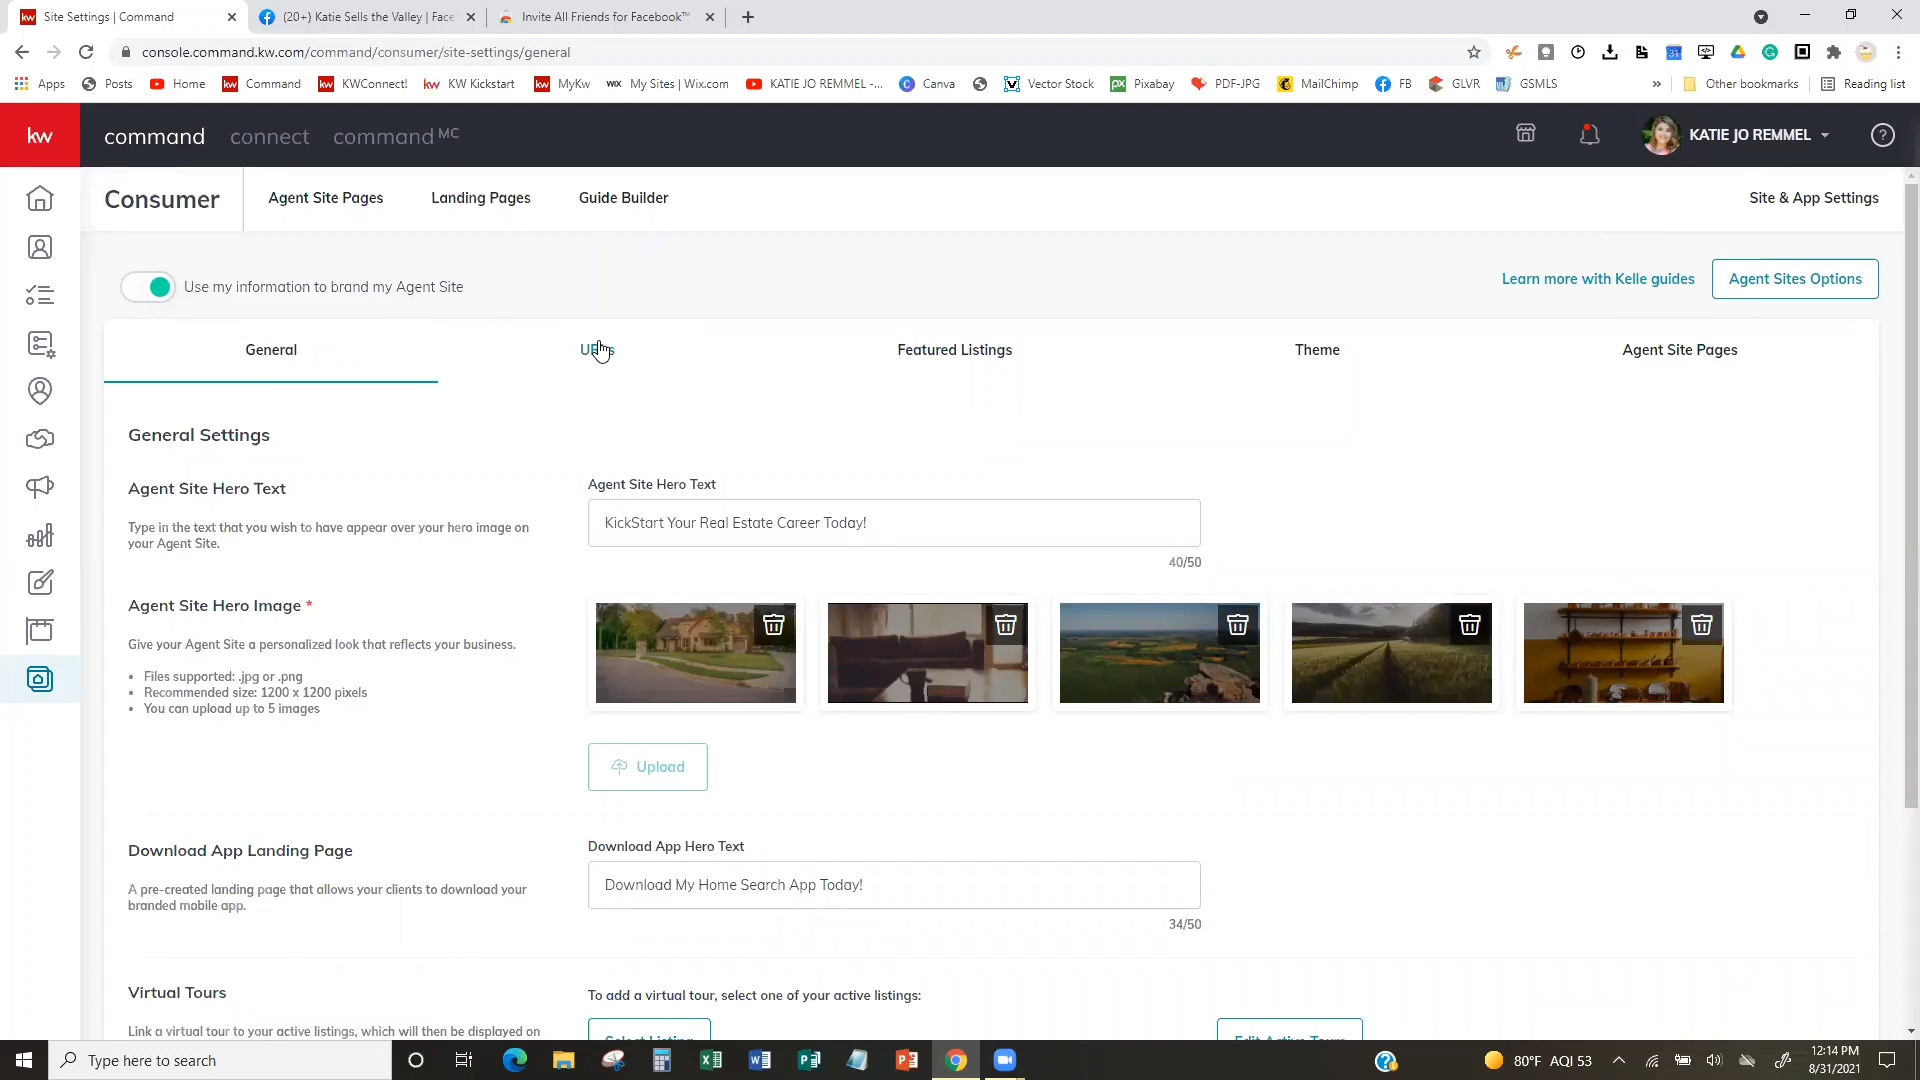 Site Settings | Command
(20+) Katie Sells the Valley | Face
Invite All Friends for Facebook™
console.command.kw.com/command/consumer/site-settings/general
Apps
Posts
Home
Command
KWConnect!
KW Kickstart
MyKw
My Sites | Wix.com
KATIE JO REMMEL -...
Canva
Vector Stock
Pixabay
PDF-JPG
MailChimp
FB
GLVR
GSMLS
»
Other bookmarks
Reading list
kw
command
connect
command MC
KATIE JO REMMEL
Consumer
Agent Site Pages
Landing Pages
Guide Builder
Site & App Settings
Use my information to brand my Agent Site
Learn more with Kelle guides
Agent Sites Options
General
Featured Listings
Theme
Agent Site Pages
General Settings
Agent Site Hero Text
Type in the text that you wish to have appear over your hero image on
your Agent Site.
Agent Site Hero Text
KickStart Your Real Estate Career Today!
40/50
Agent Site Hero Image *
Give your Agent Site a personalized look that reflects your business.
• Files supported: .jpg or .png
• Recommended size: 1200 x 1200 pixels
• You can upload up to 5 images
Upload
Download App Landing Page
A pre-created landing page that allows your clients to download your
branded mobile app.
Download App Hero Text
Download My Home Search App Today!
34/50
Virtual Tours
Link a virtual tour to your active listings, which will then be displayed on
To add a virtual tour, select one of your active listings:
Select Listing
Edit Active Tours
Type here to search
80°F AQI 53
12:14 PM
8/31/2021